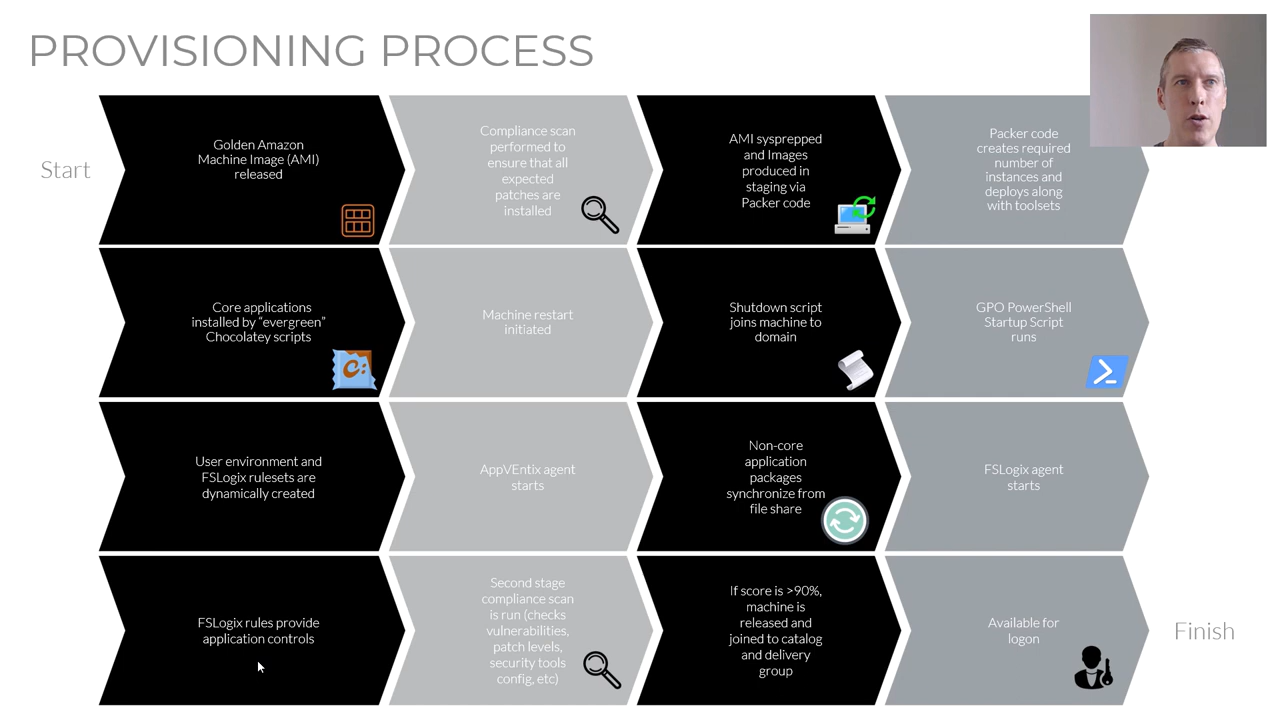 PROVISIONING PROCESS
Start
Golden Amazon
Machine Image (AMI)
released
Compliance scan
performed to
ensure that all
expected
patches are
installed
AMI sysprepped
and Images
produced in
staging via
Packer code
Packer code
creates required
number of
instances and
deploys along
with toolsets
Core applications
installed by "evergreen"
Chocolatey scripts
Machine restart
initiated
Shutdown script
joins machine to
domain
GPO PowerShell
Startup Script
runs
User environment and
FSLogix rulesets are
dynamically created
AppVEntix agent
starts
Non-core
application
packages
synchronize from
file share
FSLogix agent
starts
FSLogix rules provide
application controls
Second stage
compliance scan
is run (checks
vulnerabilities,
patch levels,
security tools
config, etc)
If score is >90%,
machine is
released and
joined to catalog
and delivery
group
Available for
logon
Finish